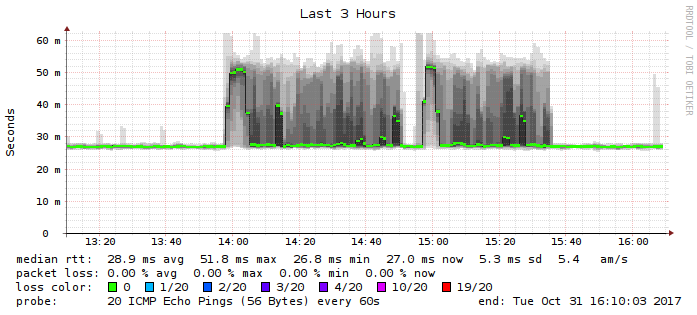 Last 3 Hours
RRDTOOL / TOBI OETIKER
Seconds
60 m
50 m
40 m
30 m
20 m
10 m
0
13:20 13:40 14:00 14:20 14:40 15:00 15:20 15:40 16:00
median rtt: 28.9 ms avg 51.8 ms max 26.8 ms min 27.0 ms now 5.3 ms sd 5.4 am/s
packet loss: 0.00 % avg 0.00 % max 0.00 % min 0.00 % now
loss color: 0 1/20 2/20 3/20 4/20 10/20 19/20
probe: 20 ICMP Echo Pings (56 Bytes) every 60s end: Tue Oct 31 16:10:03 2017